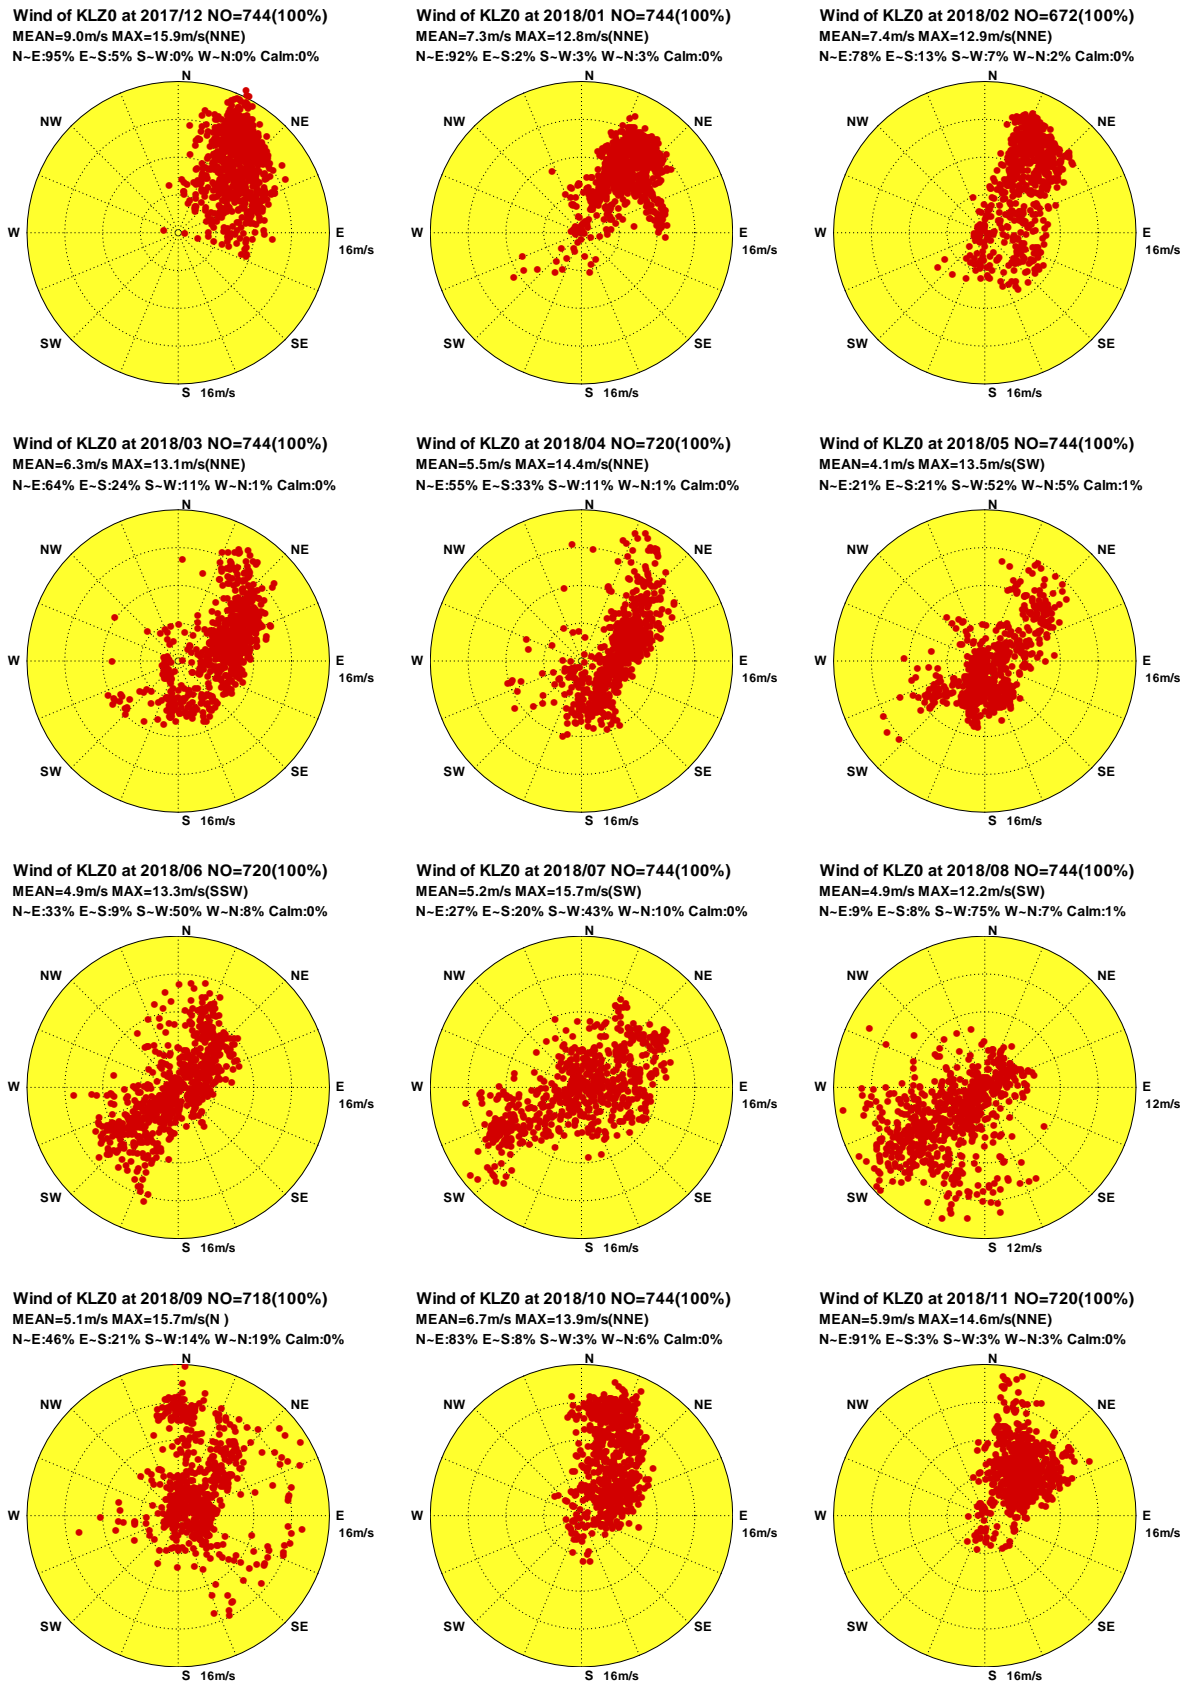 Wind of KLZ0 at 2017/12 NO=744(100%)
MEAN=9.0m/s MAX=15.9m/s(NNE)
N~E:95% E~S:5% S~W:0% W~N:0% Calm:0%
N
NW
NE
W
E
16m/s
SW
SE
S 16m/s
Wind of KLZ0 at 2018/01 NO=744(100%)
MEAN=7.3m/s MAX=12.8m/s(NNE)
N~E:92% E~S:2% S~W:3% W~N:3% Calm:0%
N
NW
NE
W
E
16m/s
SW
SE
S 16m/s
Wind of KLZ0 at 2018/02 NO=672(100%)
MEAN=7.4m/s MAX=12.9m/s(NNE)
N~E:78% E~S:13% S~W:7% W~N:2% Calm:0%
N
NW
NE
W
E
16m/s
SW
SE
S 16m/s
Wind of KLZ0 at 2018/03 NO=744(100%)
MEAN=6.3m/s MAX=13.1m/s(NNE)
N~E:64% E~S:24% S~W:11% W~N:1% Calm:0%
N
NW
NE
W
E
16m/s
SW
SE
S 16m/s
Wind of KLZ0 at 2018/04 NO=720(100%)
MEAN=5.5m/s MAX=14.4m/s(NNE)
N~E:55% E~S:33% S~W:11% W~N:1% Calm:0%
N
NW
NE
W
E
16m/s
SW
SE
S 16m/s
Wind of KLZ0 at 2018/05 NO=744(100%)
MEAN=4.1m/s MAX=13.5m/s(SW)
N~E:21% E~S:21% S~W:52% W~N:5% Calm:1%
N
NW
NE
W
E
16m/s
SW
SE
S 16m/s
Wind of KLZ0 at 2018/06 NO=720(100%)
MEAN=4.9m/s MAX=13.3m/s(SSW)
N~E:33% E~S:9% S~W:50% W~N:8% Calm:0%
N
NW
NE
W
E
16m/s
SW
SE
S 16m/s
Wind of KLZ0 at 2018/07 NO=744(100%)
MEAN=5.2m/s MAX=15.7m/s(SW)
N~E:27% E~S:20% S~W:43% W~N:10% Calm:0%
N
NW
NE
W
E
16m/s
SW
SE
S 16m/s
Wind of KLZ0 at 2018/08 NO=744(100%)
MEAN=4.9m/s MAX=12.2m/s(SW)
N~E:9% E~S:8% S~W:75% W~N:7% Calm:1%
N
NW
NE
W
E
12m/s
SW
SE
S 12m/s
Wind of KLZ0 at 2018/09 NO=718(100%)
MEAN=5.1m/s MAX=15.7m/s(N )
N~E:46% E~S:21% S~W:14% W~N:19% Calm:0%
N
NW
NE
W
E
16m/s
SW
SE
S 16m/s
Wind of KLZ0 at 2018/10 NO=744(100%)
MEAN=6.7m/s MAX=13.9m/s(NNE)
N~E:83% E~S:8% S~W:3% W~N:6% Calm:0%
N
NW
NE
W
E
16m/s
SW
SE
S 16m/s
Wind of KLZ0 at 2018/11 NO=720(100%)
MEAN=5.9m/s MAX=14.6m/s(NNE)
N~E:91% E~S:3% S~W:3% W~N:3% Calm:0%
N
NW
NE
W
E
16m/s
SW
SE
S 16m/s